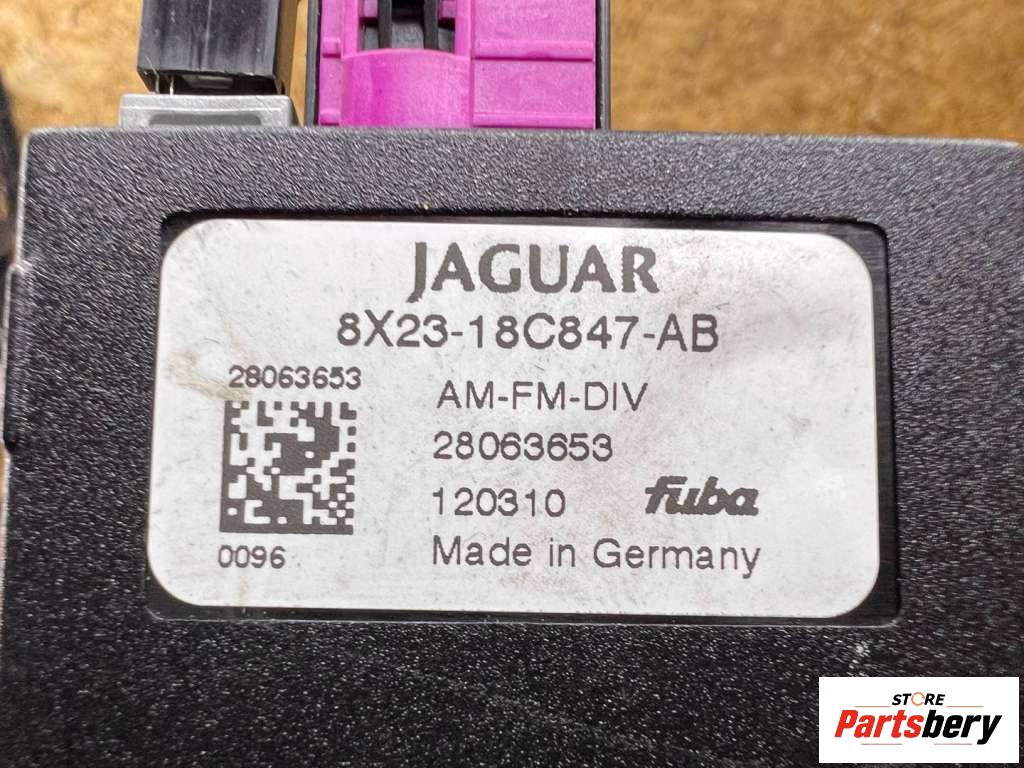 JAGUAR
8X23-18C847-AB
28063653
AM-FM-DIV
28063653
120310 fuba
0096
Made in Germany
STORE
Partsbery